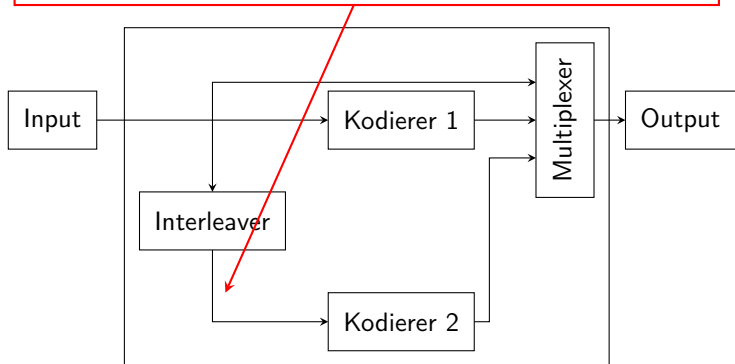 Input
Kodierer 1
Multiplexer
Output
Interleaver
Kodierer 2